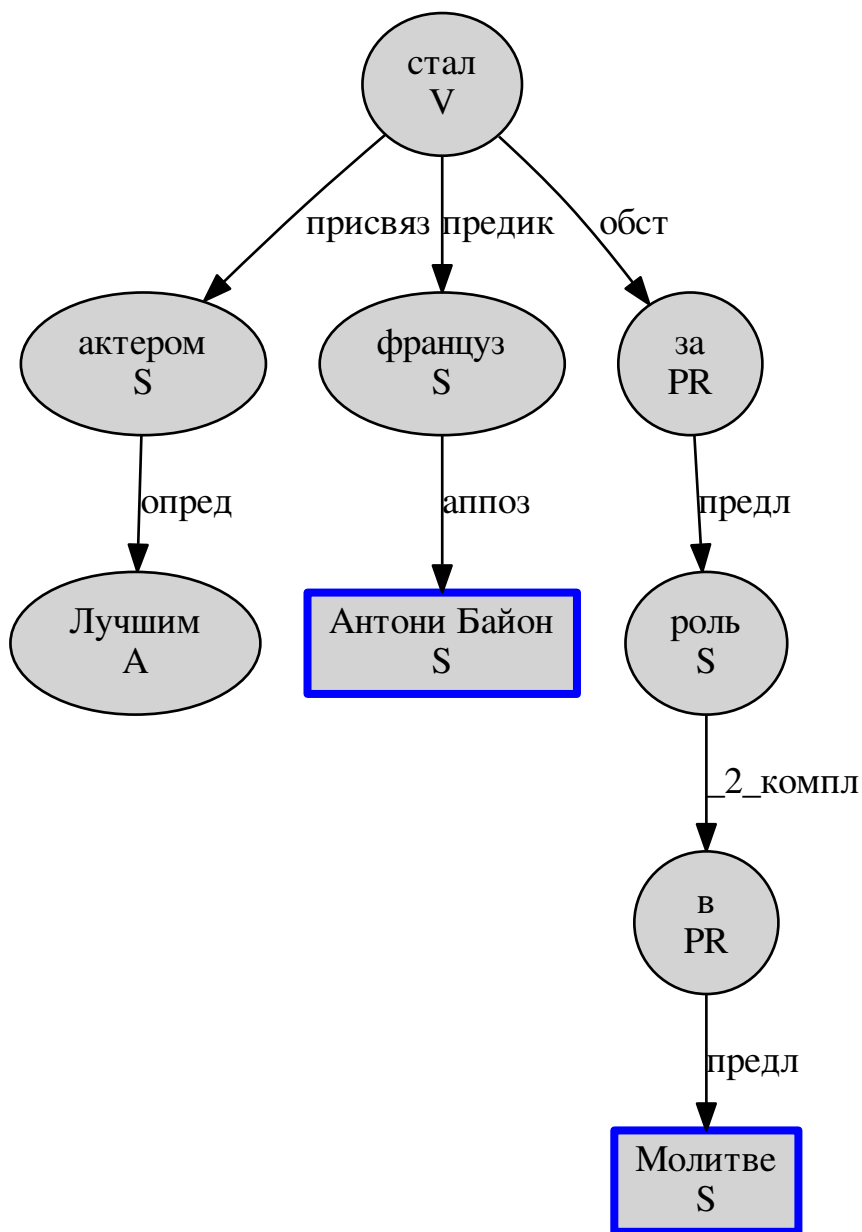 стал
V
присвяз
предик
обст
актером
S
француз
S
за
PR
опред
аппоз
предл
Лучшим
A
Антони Байон
S
роль
S
_2_компл
в
PR
предл
Молитве
S